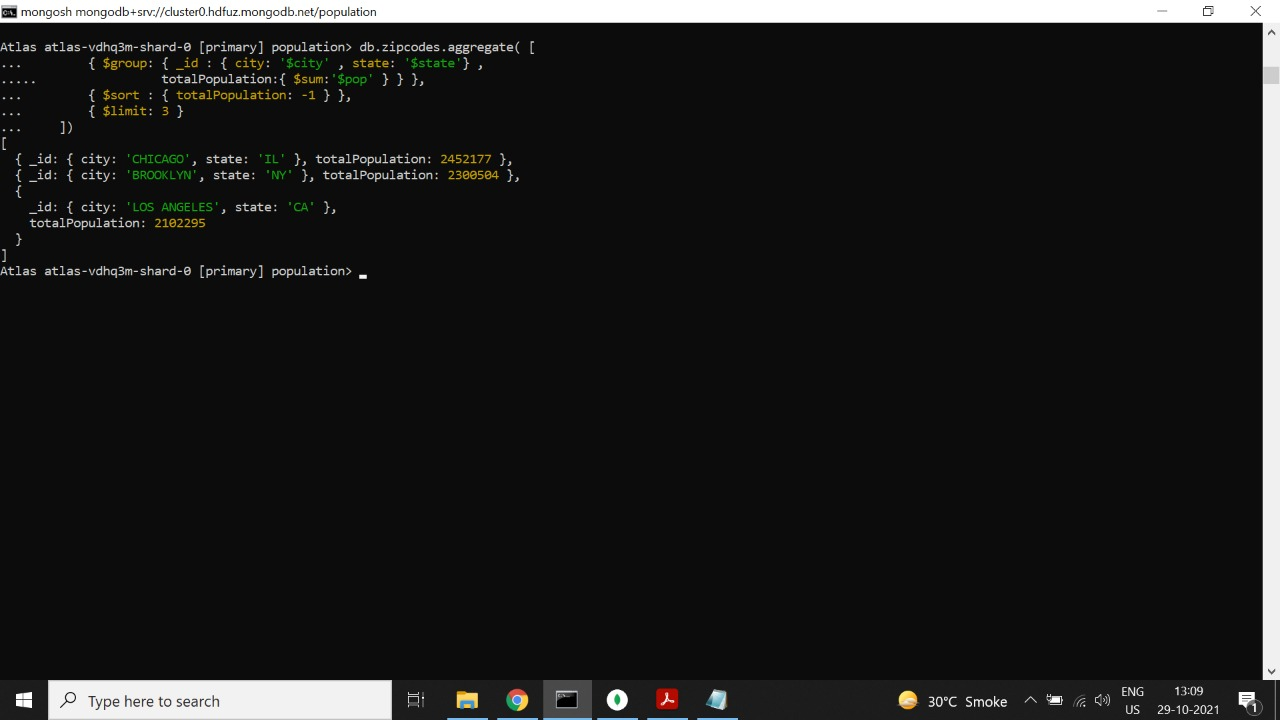 mongosh mongodb+srv://cluster0.hdfuz.mongodb.net/population
Atlas atlas-vdhq3m-shard-0 [primary] population> db.zipcodes.aggregate( [
...         { $group: { _id : { city: '$city' , state: '$state'} ,
.....                 totalPopulation:{ $sum:'$pop' } } },
...         { $sort : { totalPopulation: -1 } },
...         { $limit: 3 }
...     ])
[
  { _id: { city: 'CHICAGO', state: 'IL' }, totalPopulation: 2452177 },
  { _id: { city: 'BROOKLYN', state: 'NY' }, totalPopulation: 2300504 },
  {
    _id: { city: 'LOS ANGELES', state: 'CA' },
    totalPopulation: 2102295
  }
]
Atlas atlas-vdhq3m-shard-0 [primary] population> _
Type here to search
30°C Smoke
ENG
US
13:09
29-10-2021
1